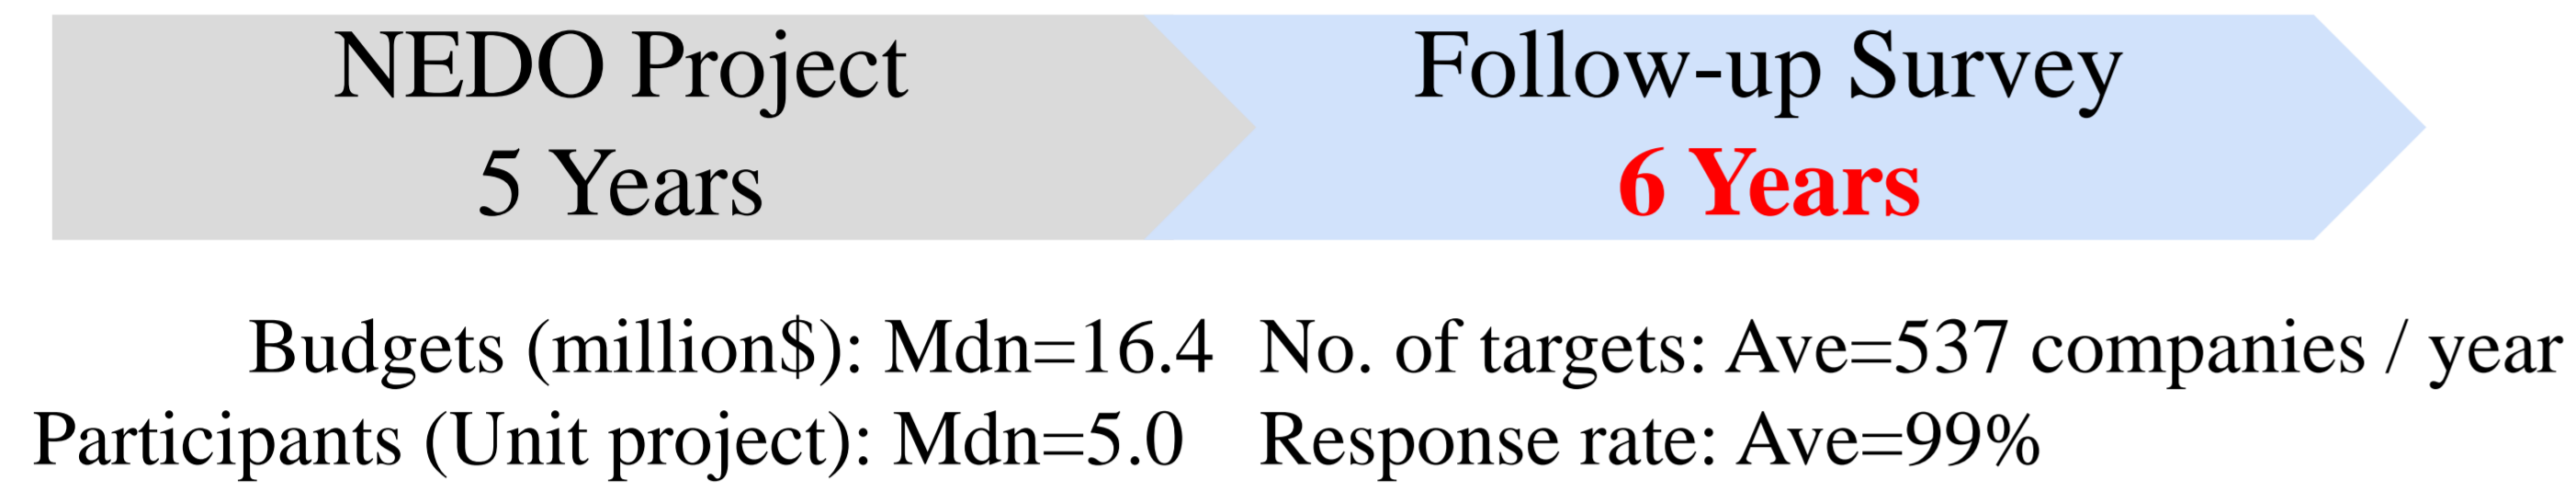 NEDO Project
5 Years
Follow-up Survey
6 Years
Budgets (million$): Mdn=16.4
Participants (Unit project): Mdn=5.0
No. of targets: Ave=537 companies / year
Response rate: Ave=99%